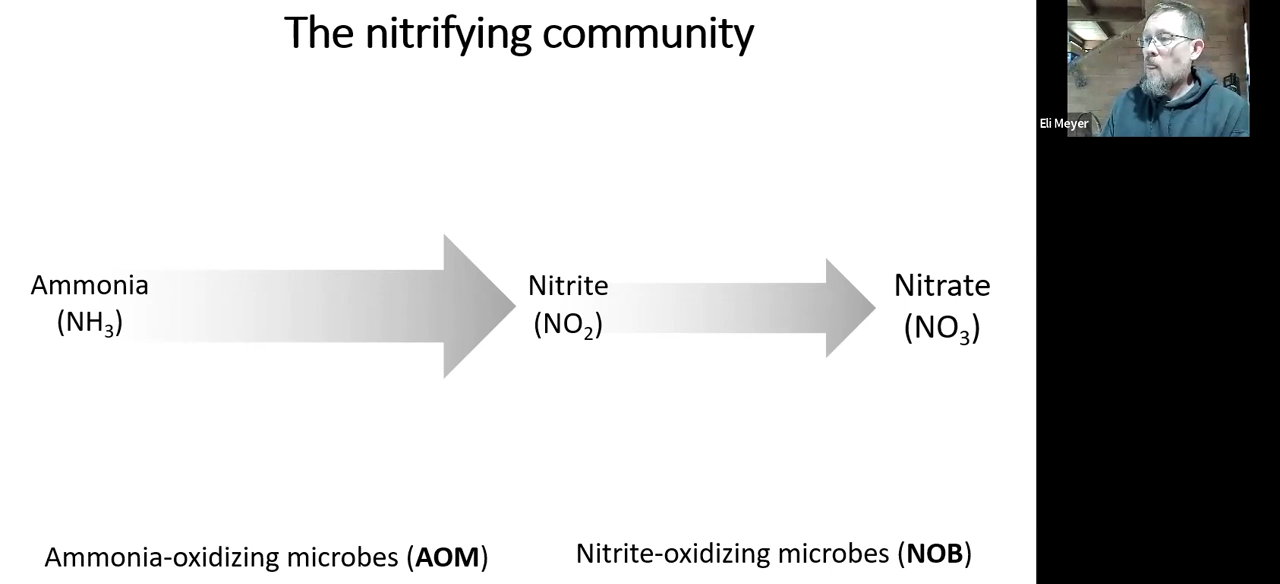 The nitrifying community
Eli Meyer
Ammonia
(NH₃)
Nitrite
(NO₂)
Nitrate
(NO₃)
Ammonia-oxidizing microbes (AOM)
Nitrite-oxidizing microbes (NOB)